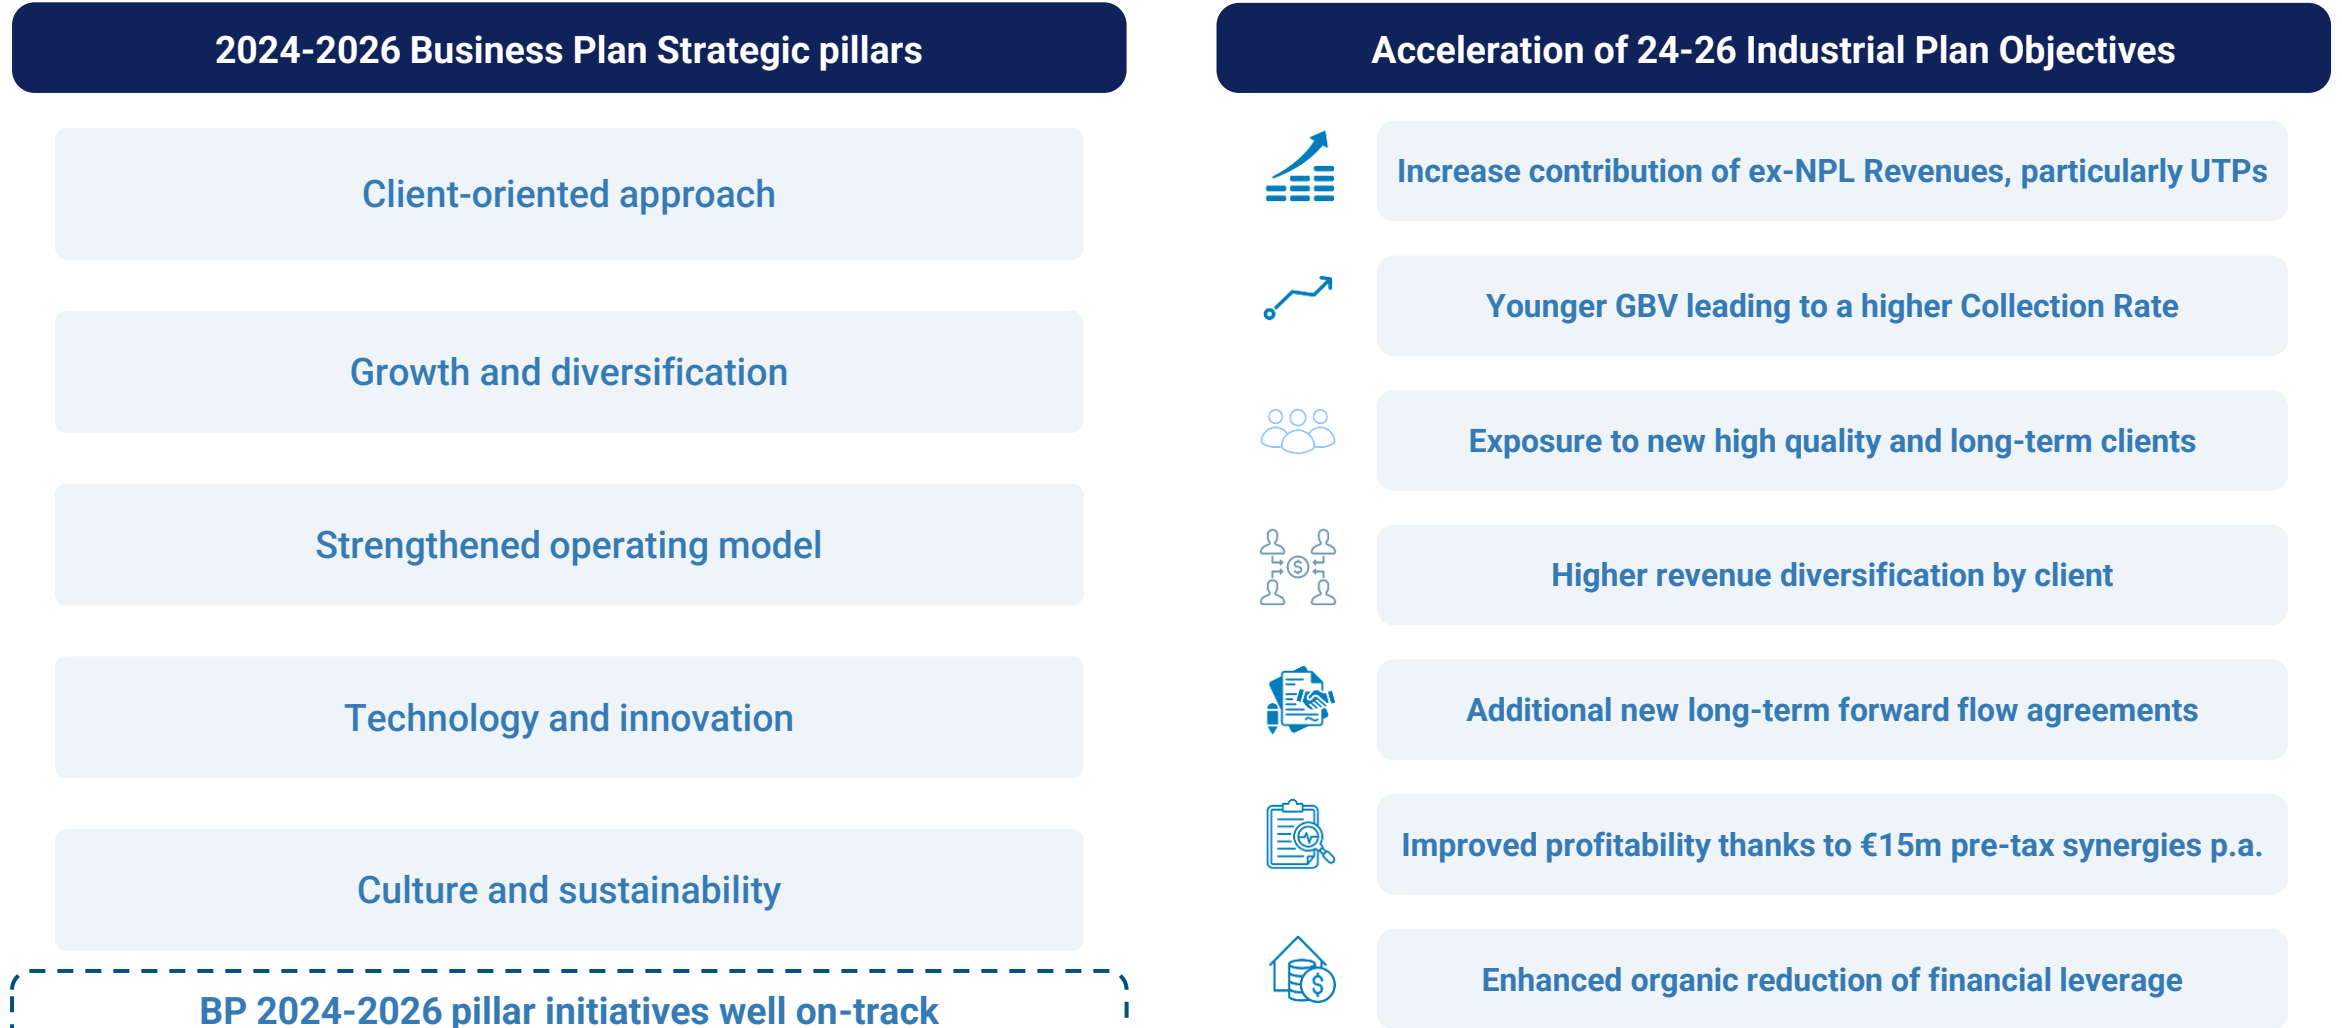 2024-2026 Business Plan Strategic pillars
Client-oriented approach
Growth and diversification
Strengthened operating model
Technology and innovation
Culture and sustainability
BP 2024-2026 pillar initiatives well on-track
Acceleration of 24-26 Industrial Plan Objectives
Increase contribution of ex-NPL Revenues, particularly UTPs
Younger GBV leading to a higher Collection Rate
Exposure to new high quality and long-term clients
Higher revenue diversification by client
Additional new long-term forward flow agreements
Improved profitability thanks to €15m pre-tax synergies p.a.
Enhanced organic reduction of financial leverage